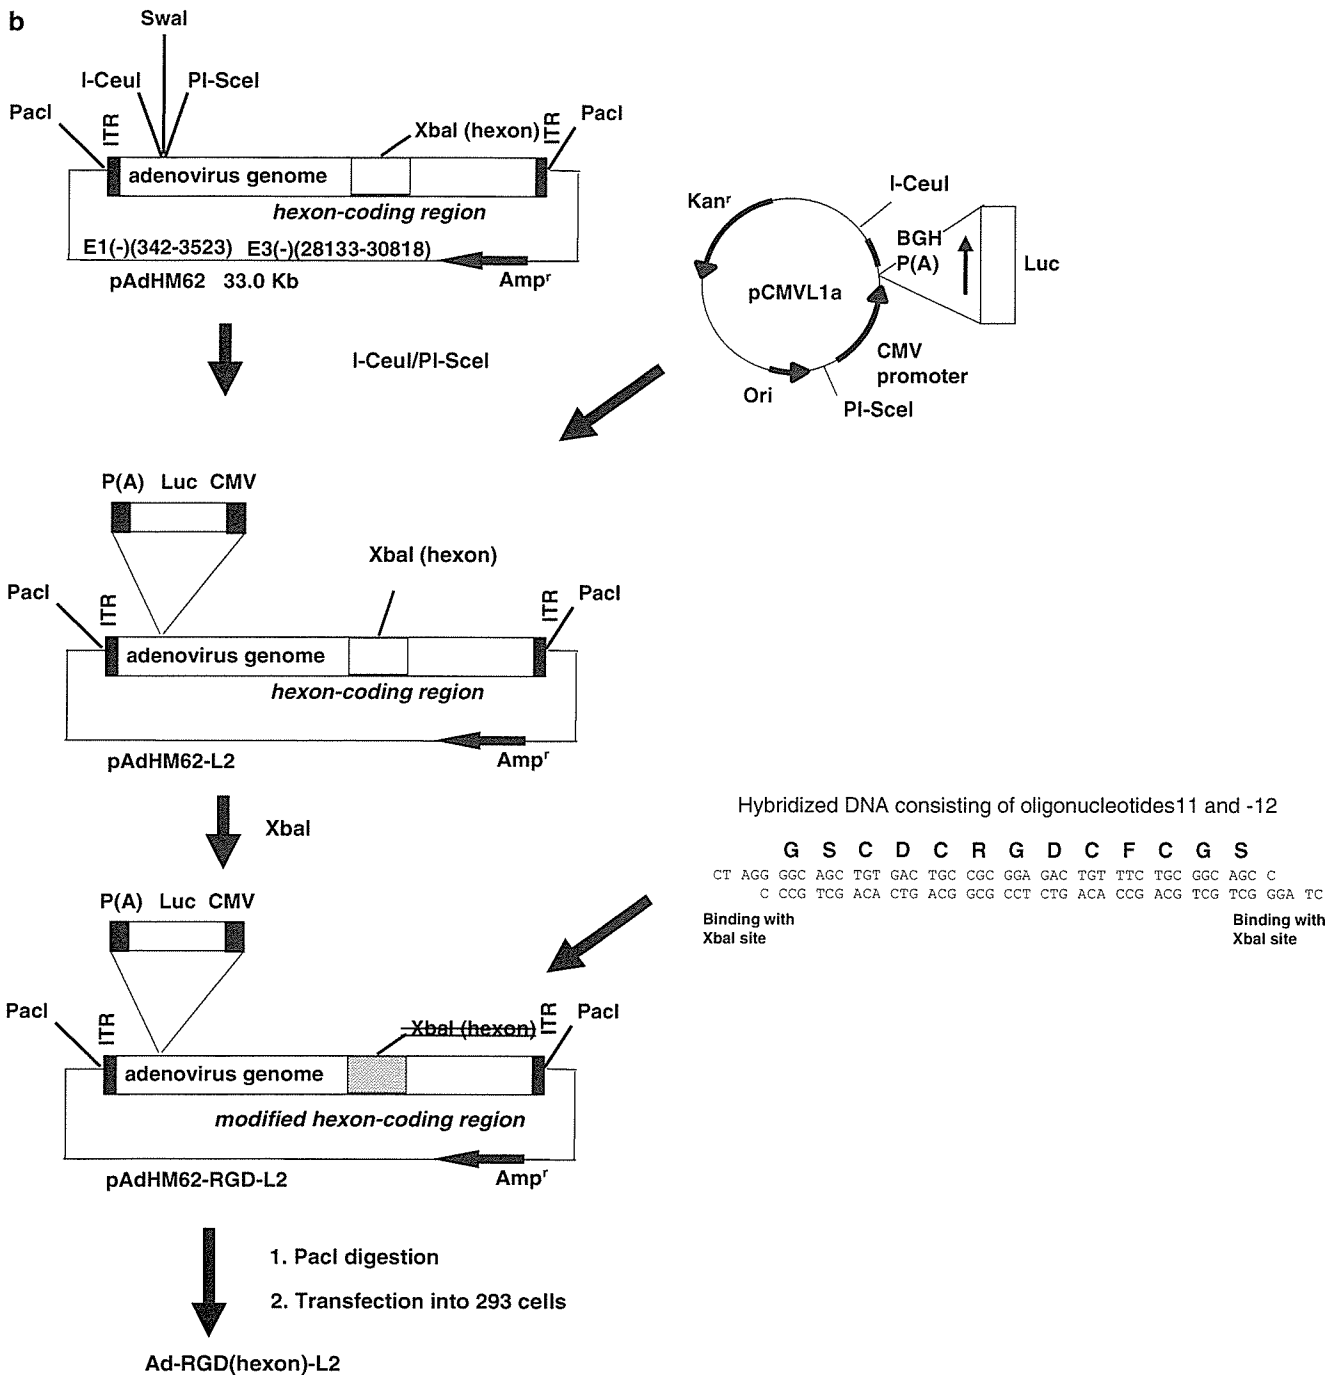 b
SwaI
I-CeuI
PI-SceI
PacI
ITR
XbaI (hexon)
ITR
PacI
adenovirus genome
hexon-coding region
E1(-)(342-3523) E3(-)(28133-30818)
pAdHM62 33.0 Kb
Ampʳ
Kanʳ
I-CeuI
BGH
P(A)
Luc
pCMVL1a
CMV
promoter
Ori
PI-SceI
I-CeuI/PI-SceI
P(A) Luc CMV
XbaI (hexon)
PacI
ITR
ITR
PacI
adenovirus genome
hexon-coding region
pAdHM62-L2
Ampʳ
XbaI
Hybridized DNA consisting of oligonucleotides11 and -12
G S C D C R G D C F C G S
CT AGG GGC AGC TGT GAC TGC CGC GGA GAC TGT TTC TGC GGC AGC C
C CCG TCG ACA CTG ACG GCG CCT CTG ACA CCG ACG TCG TCG GGA TC
Binding with
XbaI site
Binding with
XbaI site
P(A) Luc CMV
PacI
ITR
XbaI (hexon)
ITR
PacI
adenovirus genome
modified hexon-coding region
pAdHM62-RGD-L2
Ampʳ
1. PacI digestion
2. Transfection into 293 cells
Ad-RGD(hexon)-L2